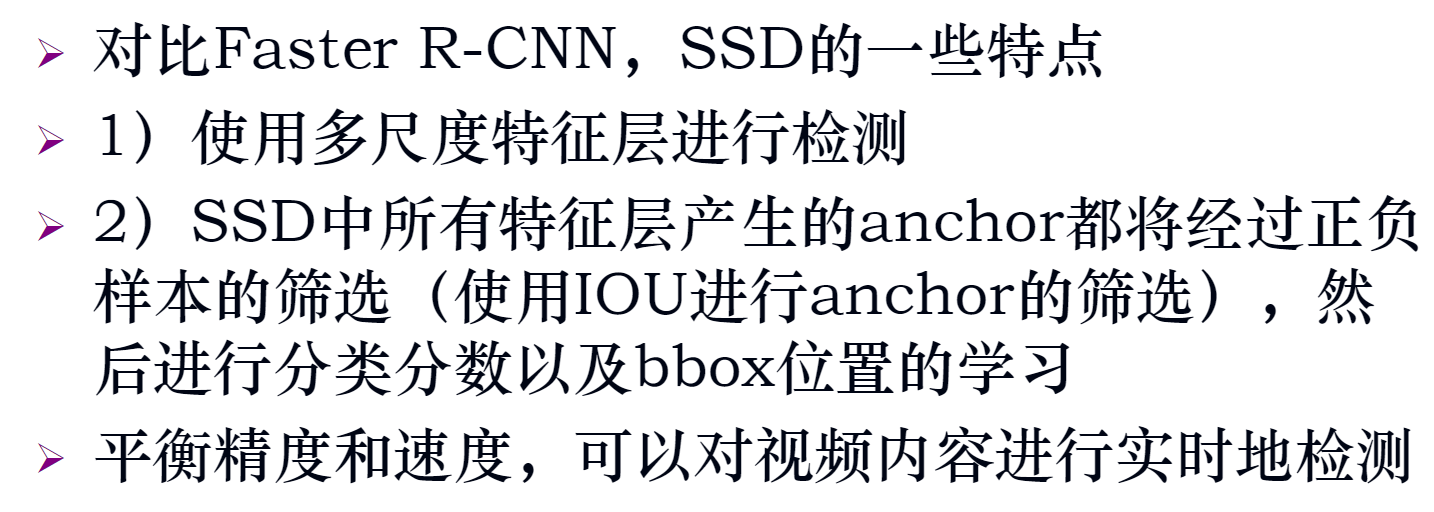 ➢ 对比Faster R-CNN，SSD的一些特点
➢ 1）使用多尺度特征层进行检测
➢ 2）SSD中所有特征层产生的anchor都将经过正负
样本的筛选（使用IOU进行anchor的筛选），然
后进行分类分数以及bbox位置的学习
➢ 平衡精度和速度，可以对视频内容进行实时地检测